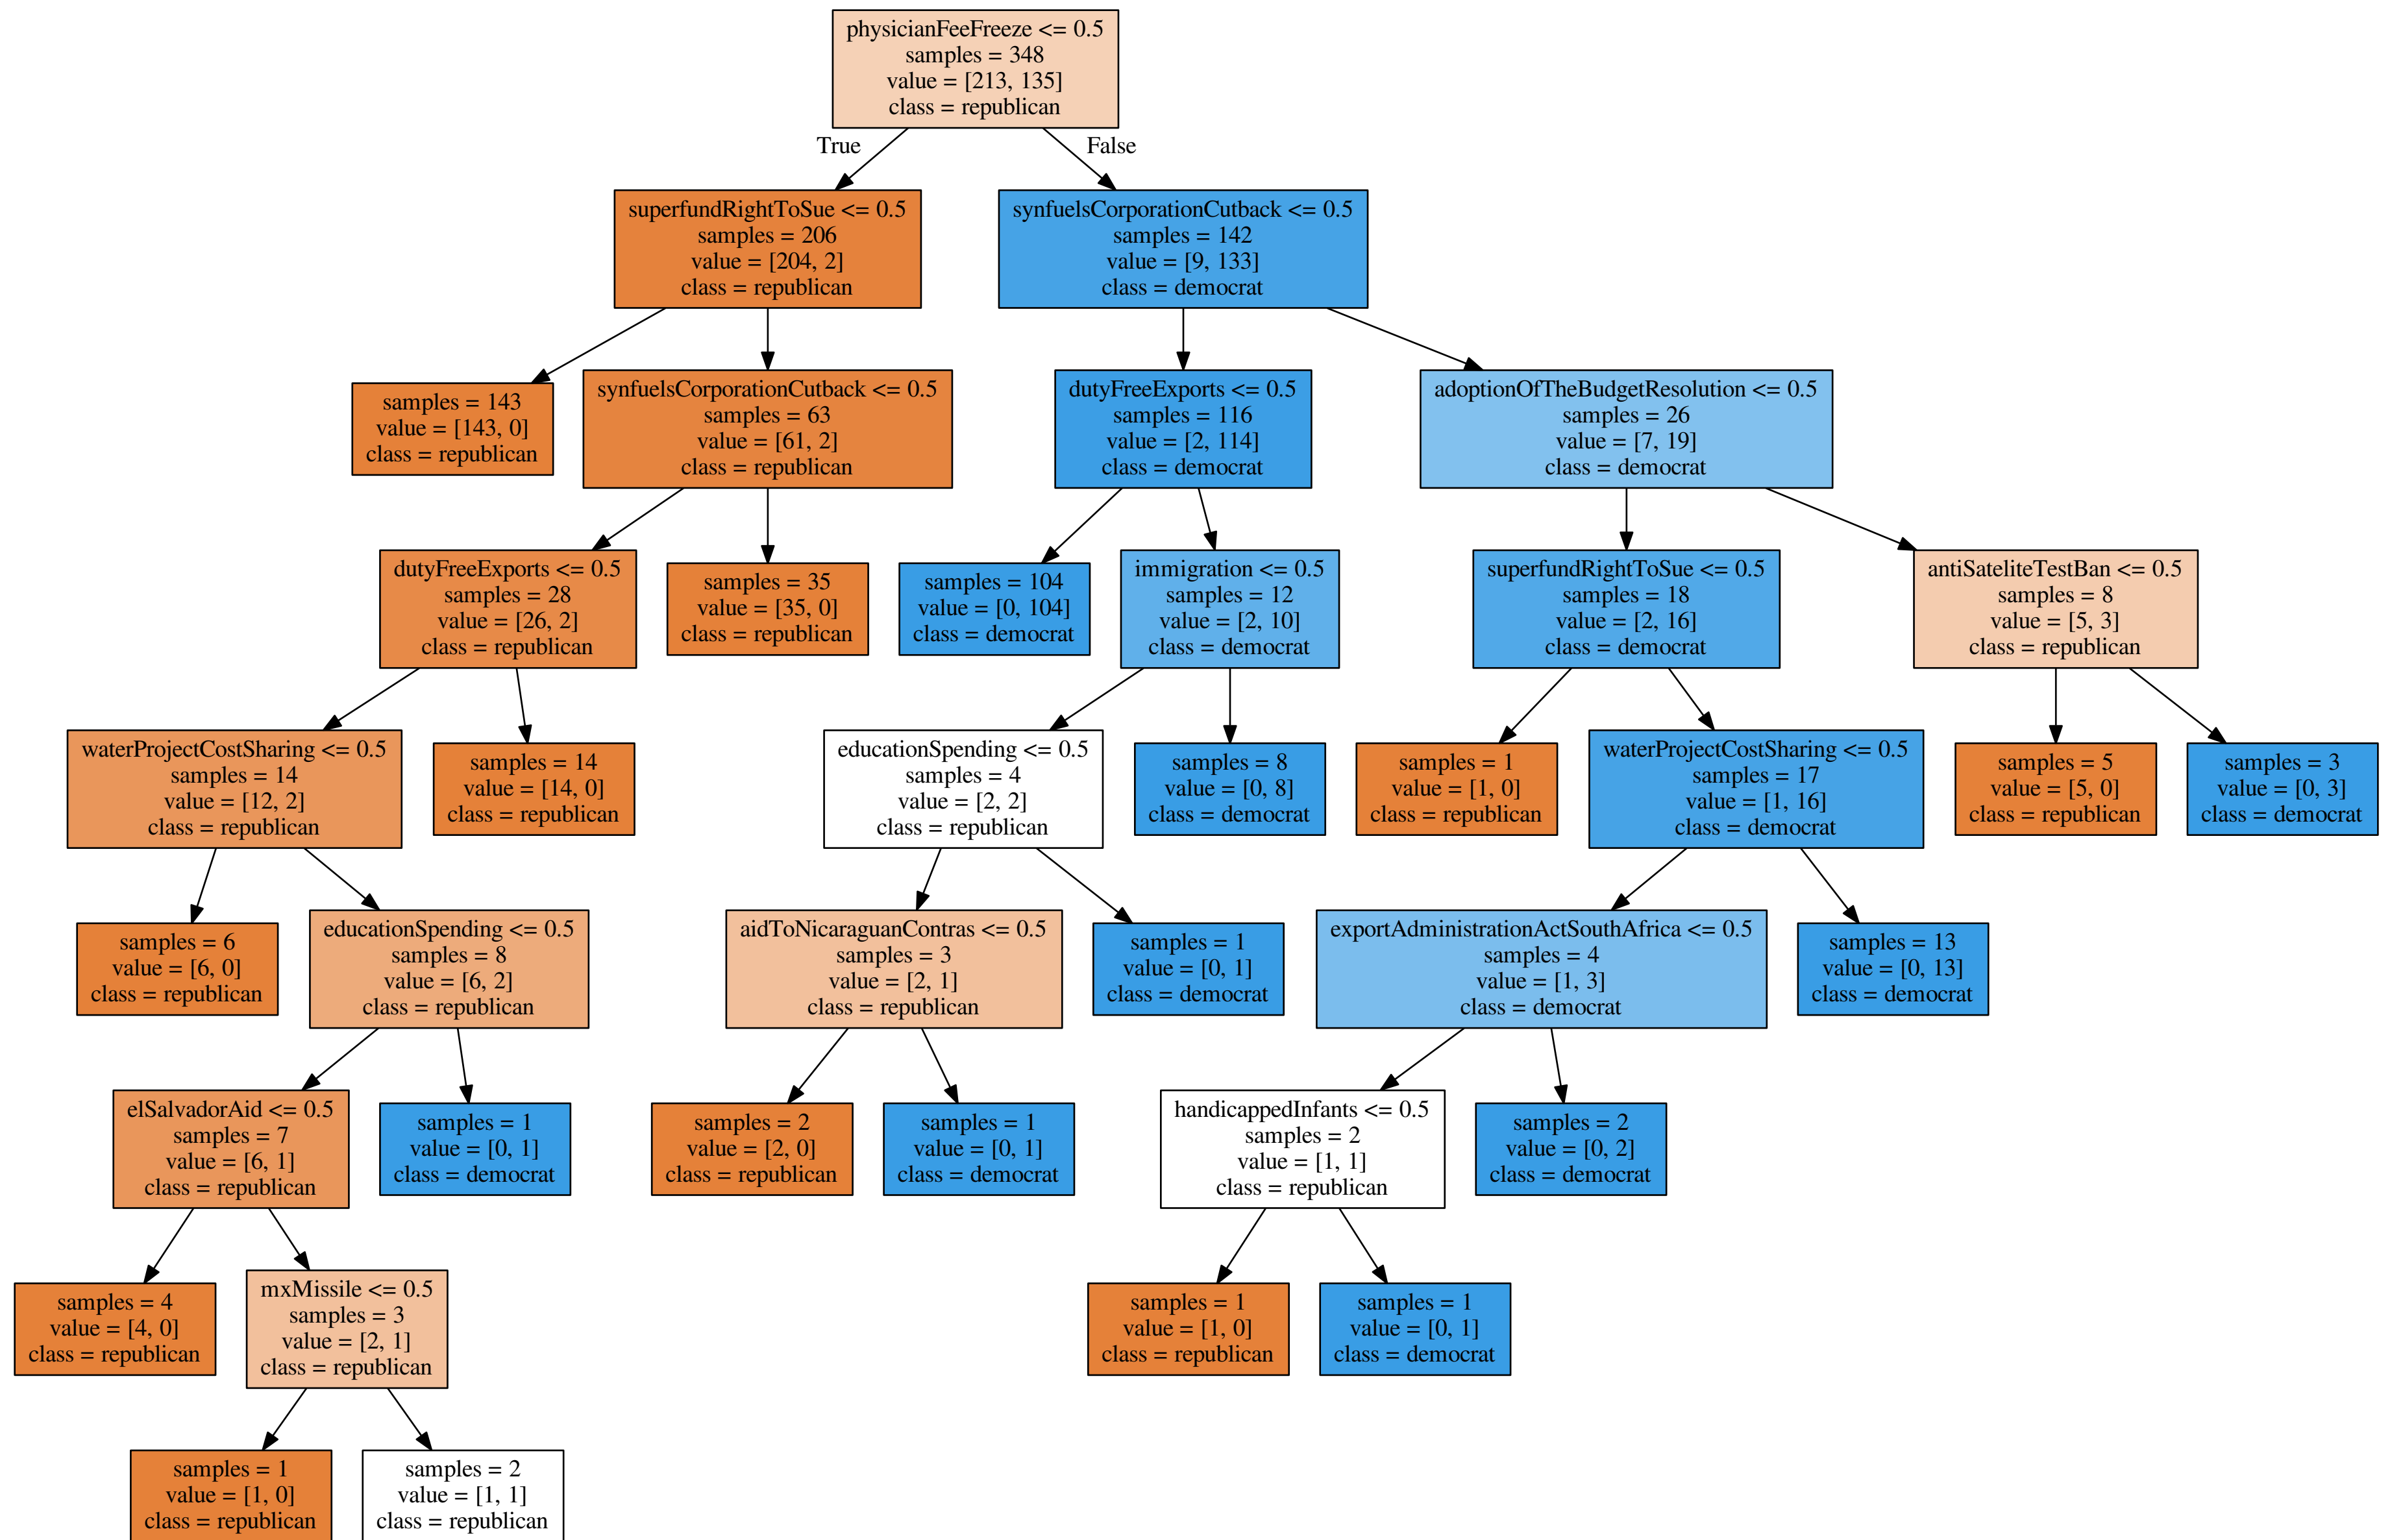 physicianFeeFreeze <= 0.5
samples = 348
value = [213, 135]
class = republican
True
False
superfundRightToSue <= 0.5
samples = 206
value = [204, 2]
class = republican
synfuelsCorporationCutback <= 0.5
samples = 142
value = [9, 133]
class = democrat
samples = 143
value = [143, 0]
class = republican
synfuelsCorporationCutback <= 0.5
samples = 63
value = [61, 2]
class = republican
dutyFreeExports <= 0.5
samples = 116
value = [2, 114]
class = democrat
adoptionOfTheBudgetResolution <= 0.5
samples = 26
value = [7, 19]
class = democrat
dutyFreeExports <= 0.5
samples = 28
value = [26, 2]
class = republican
samples = 35
value = [35, 0]
class = republican
samples = 104
value = [0, 104]
class = democrat
immigration <= 0.5
samples = 12
value = [2, 10]
class = democrat
superfundRightToSue <= 0.5
samples = 18
value = [2, 16]
class = democrat
antiSateliteTestBan <= 0.5
samples = 8
value = [5, 3]
class = republican
waterProjectCostSharing <= 0.5
samples = 14
value = [12, 2]
class = republican
samples = 14
value = [14, 0]
class = republican
educationSpending <= 0.5
samples = 4
value = [2, 2]
class = republican
samples = 8
value = [0, 8]
class = democrat
samples = 1
value = [1, 0]
class = republican
waterProjectCostSharing <= 0.5
samples = 17
value = [1, 16]
class = democrat
samples = 5
value = [5, 0]
class = republican
samples = 3
value = [0, 3]
class = democrat
samples = 6
value = [6, 0]
class = republican
educationSpending <= 0.5
samples = 8
value = [6, 2]
class = republican
aidToNicaraguanContras <= 0.5
samples = 3
value = [2, 1]
class = republican
samples = 1
value = [0, 1]
class = democrat
exportAdministrationActSouthAfrica <= 0.5
samples = 4
value = [1, 3]
class = democrat
samples = 13
value = [0, 13]
class = democrat
elSalvadorAid <= 0.5
samples = 7
value = [6, 1]
class = republican
samples = 1
value = [0, 1]
class = democrat
samples = 2
value = [2, 0]
class = republican
samples = 1
value = [0, 1]
class = democrat
handicappedInfants <= 0.5
samples = 2
value = [1, 1]
class = republican
samples = 2
value = [0, 2]
class = democrat
samples = 4
value = [4, 0]
class = republican
mxMissile <= 0.5
samples = 3
value = [2, 1]
class = republican
samples = 1
value = [1, 0]
class = republican
samples = 1
value = [0, 1]
class = democrat
samples = 1
value = [1, 0]
class = republican
samples = 2
value = [1, 1]
class = republican